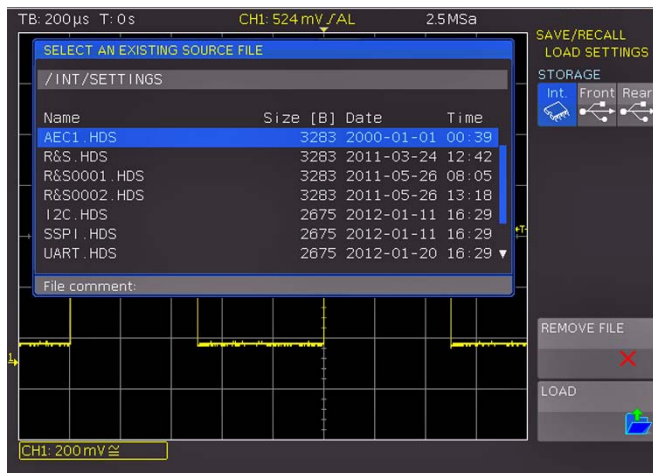 TB: 200µs T: 0s CH1: 524mV / AL 2.5MSa
SAVE/RECALL
LOAD SETTINGS
STORAGE
Int. Front Rear
SELECT AN EXISTING SOURCE FILE
/INT/SETTINGS
Name Size [B] Date Time
AEC1.HDS 3283 2000-01-01 00:39
R&S.HDS 3283 2011-03-24 12:42
R&S0001.HDS 3283 2011-05-26 08:05
R&S0002.HDS 3283 2011-05-26 13:18
I2C.HDS 2675 2012-01-11 16:29
SSPI.HDS 2675 2012-01-11 16:29
UART.HDS 2675 2012-01-20 16:29
File comment:
T
1
REMOVE FILE
LOAD
CH1: 200mV≅